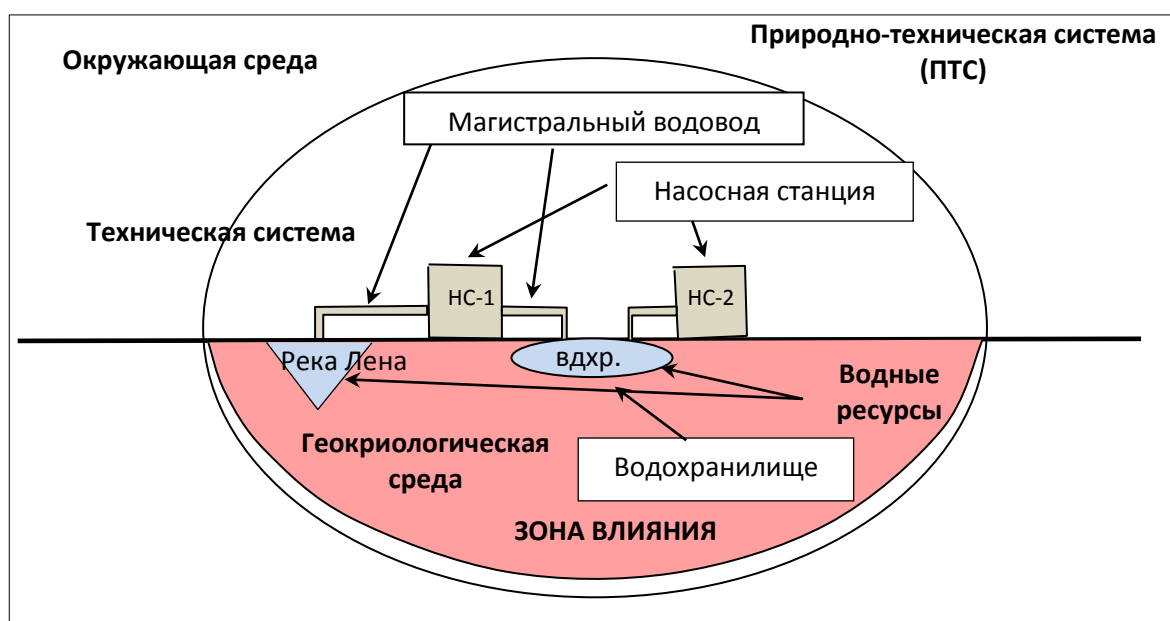 Природно-техническая система
(ПТС)
Окружающая среда
Магистральный водовод
Насосная станция
Техническая система
НС-1
НС-2
Река Лена
вдхр.
Водные
ресурсы
Геокриологическая
среда
Водохранилище
ЗОНА ВЛИЯНИЯ